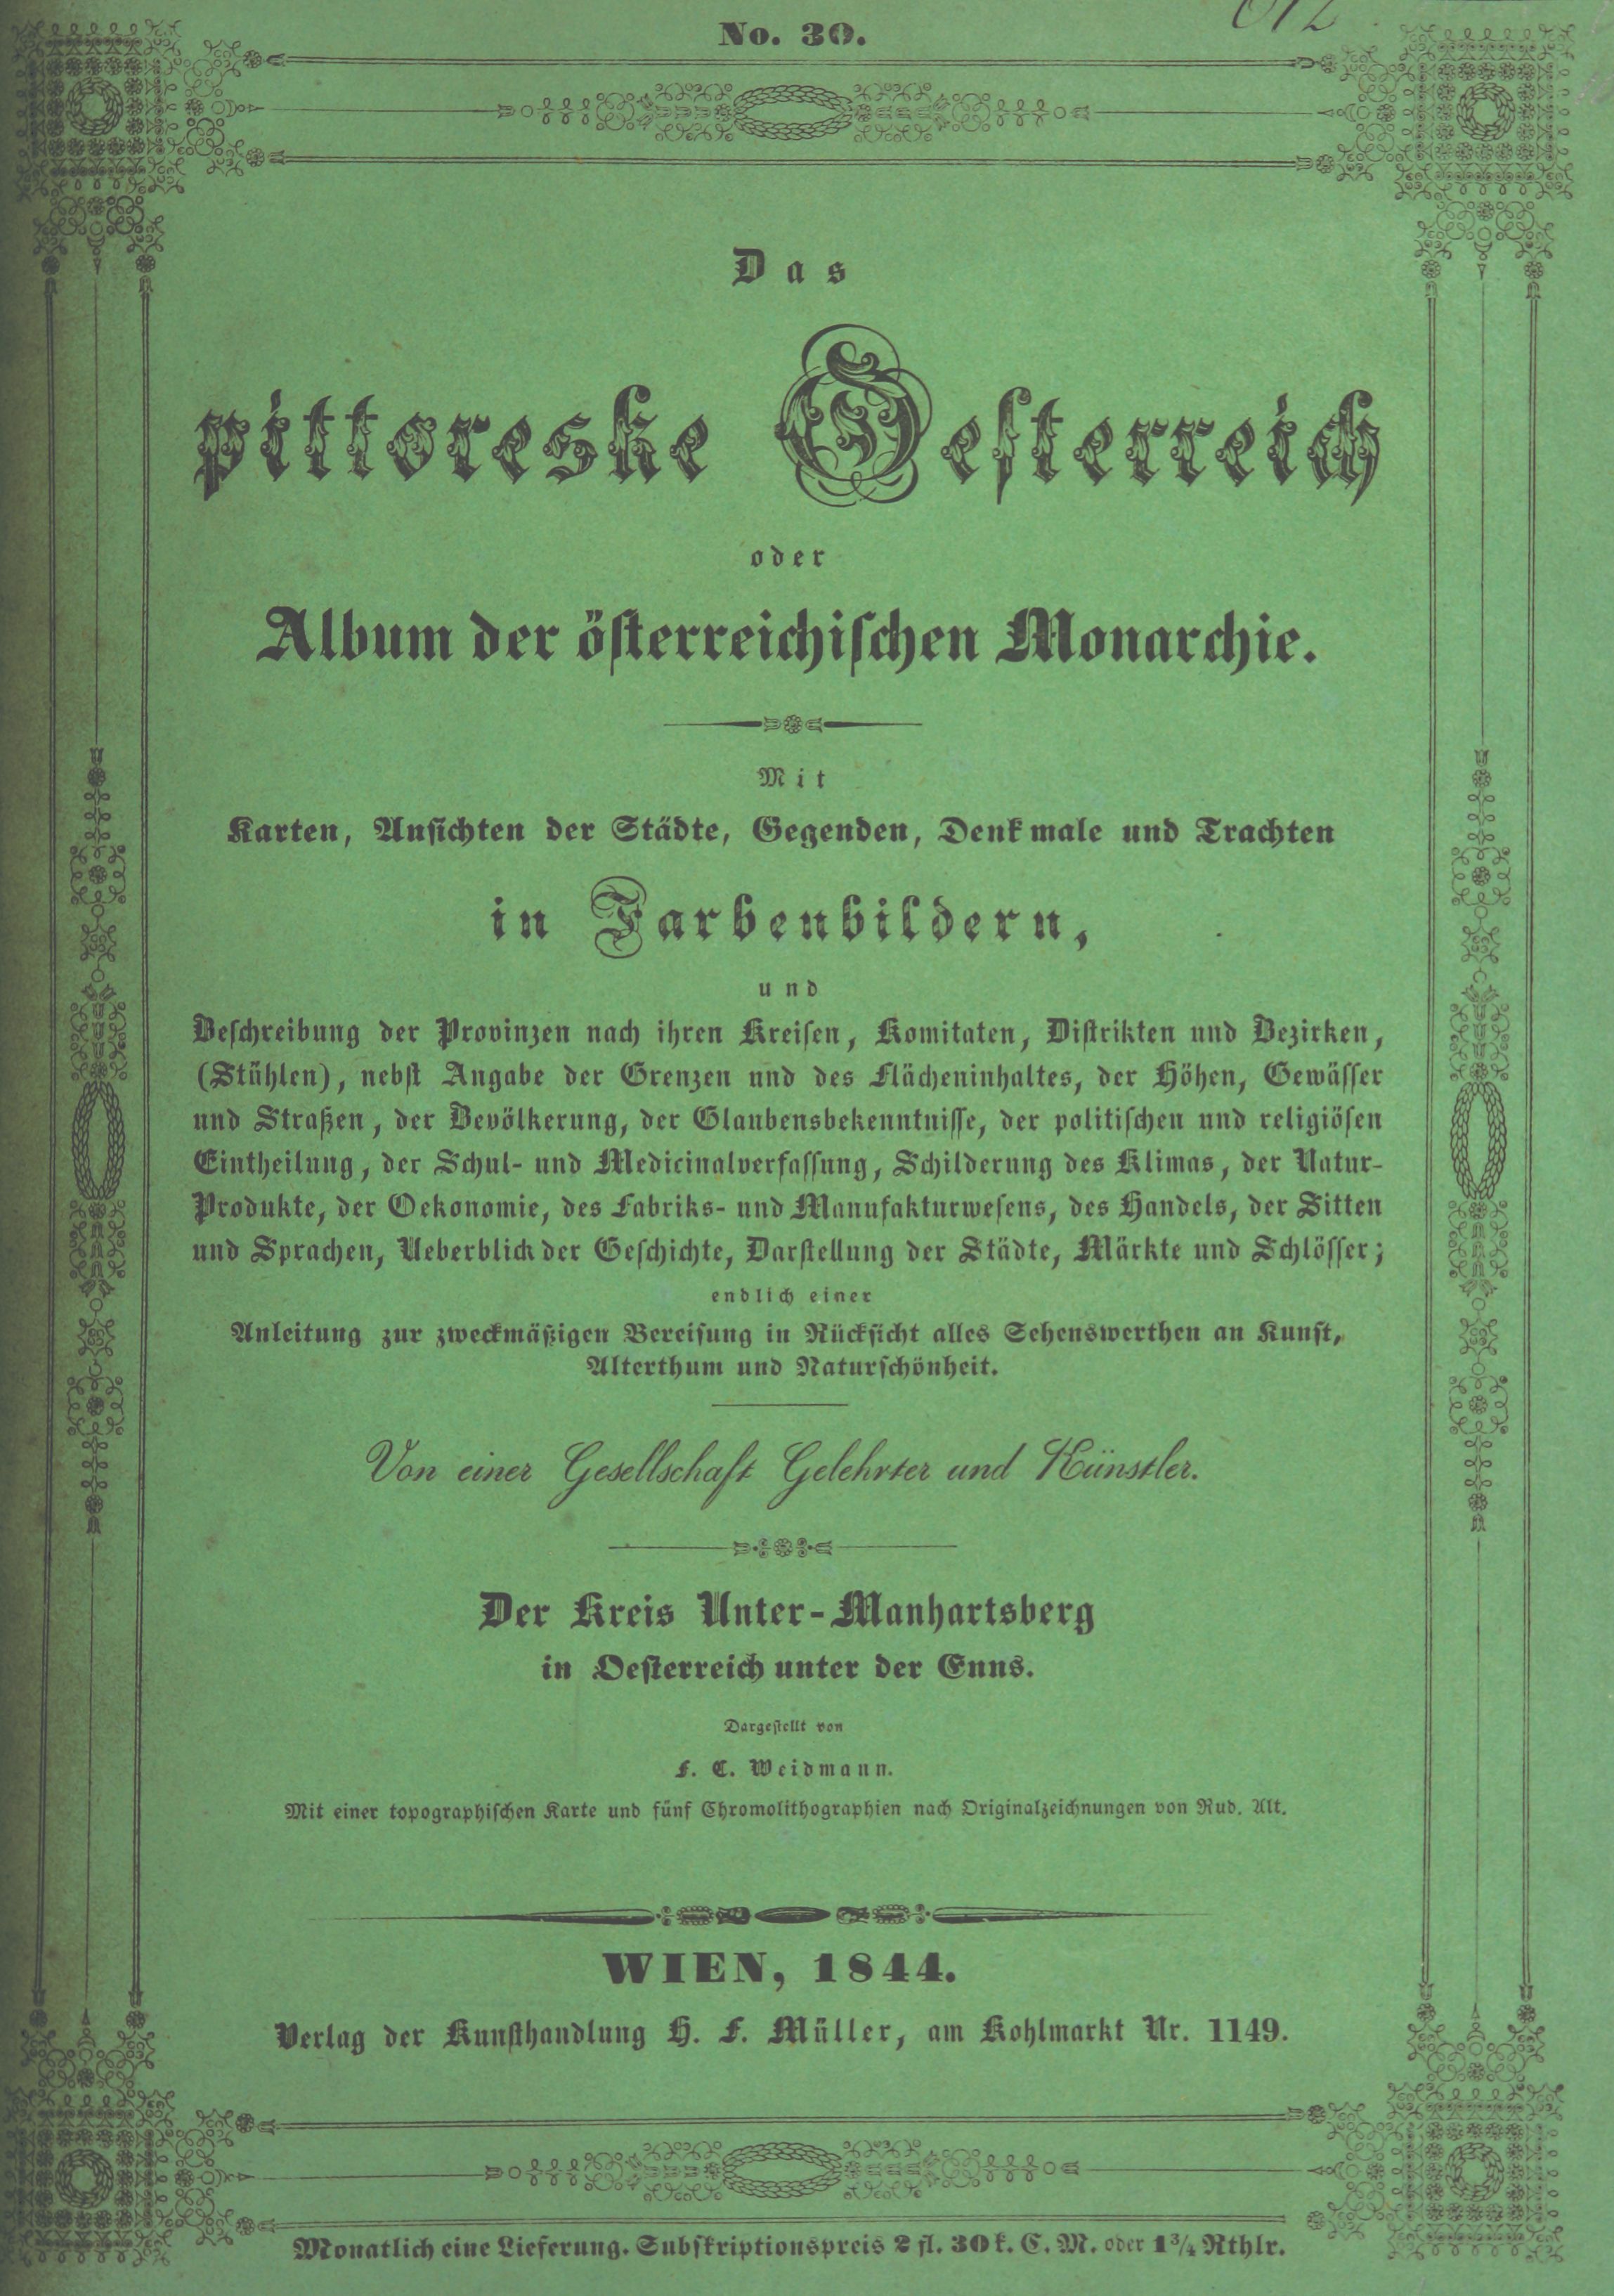 No. 30.
Das
pittoreske Oesterreich
oder
Album der österreichischen Monarchie.
Mit
Karten, Ansichten der Städte, Gegenden, Denkmale und Trachten
in Farbenbildern,
und
Beschreibung der Provinzen nach ihren Kreisen, Komitaten, Distrikten und Bezirken,
(Stühlen), nebst Angabe der Grenzen und des Flächeninhaltes, der Höhen, Gewässer
und Straßen, der Bevölkerung, der Glaubensbekenntnisse, der politischen und religiösen
Eintheilung, der Schul- und Medicinalverfassung, Schilderung des Klimas, der Natur-
Produkte, der Oekonomie, des Fabriks- und Manufakturwesens, des Handels, der Sitten
und Sprachen, Ueberblick der Geschichte, Darstellung der Städte, Märkte und Schlösser;
endlich einer
Anleitung zur zweckmäßigen Bereisung in Rücksicht alles Sehenswerthen an Kunst,
Alterthum und Naturschönheit.
Von einer Gesellschaft Gelehrter und Künstler.
Der Kreis Unter-Manhartsberg
in Oesterreich unter der Enns.
Dargestellt von
F. C. Weidmann.
Mit einer topographischen Karte und fünf Chromolithographien nach Originalzeichnungen von Rud. Alt.
WIEN, 1844.
Verlag der Kunsthandlung H. F. Müller, am Kohlmarkt Nr. 1149.
Monatlich eine Lieferung. Subskriptionspreis 2 fl. 30 k. C. M. oder 1 3/4 Rthlr.